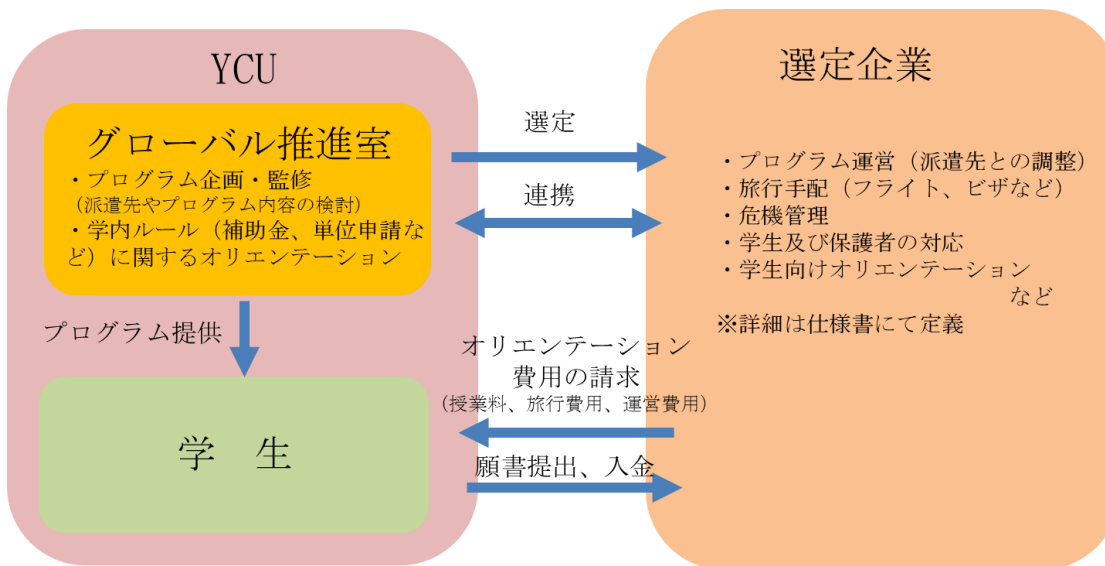 YCU
グローバル推進室
・プログラム企画・監修
（派遣先やプログラム内容の検討）
・学内ルール（補助金、単位申請な
ど）に関するオリエンテーション
プログラム提供
学　生
選定
連携
オリエンテーション
費用の請求
（授業料、旅行費用、運営費用）
願書提出、入金
選定企業
・プログラム運営（派遣先との調整）
・旅行手配（フライト、ビザなど）
・危機管理
・学生及び保護者の対応
・学生向けオリエンテーション
など
※詳細は仕様書にて定義